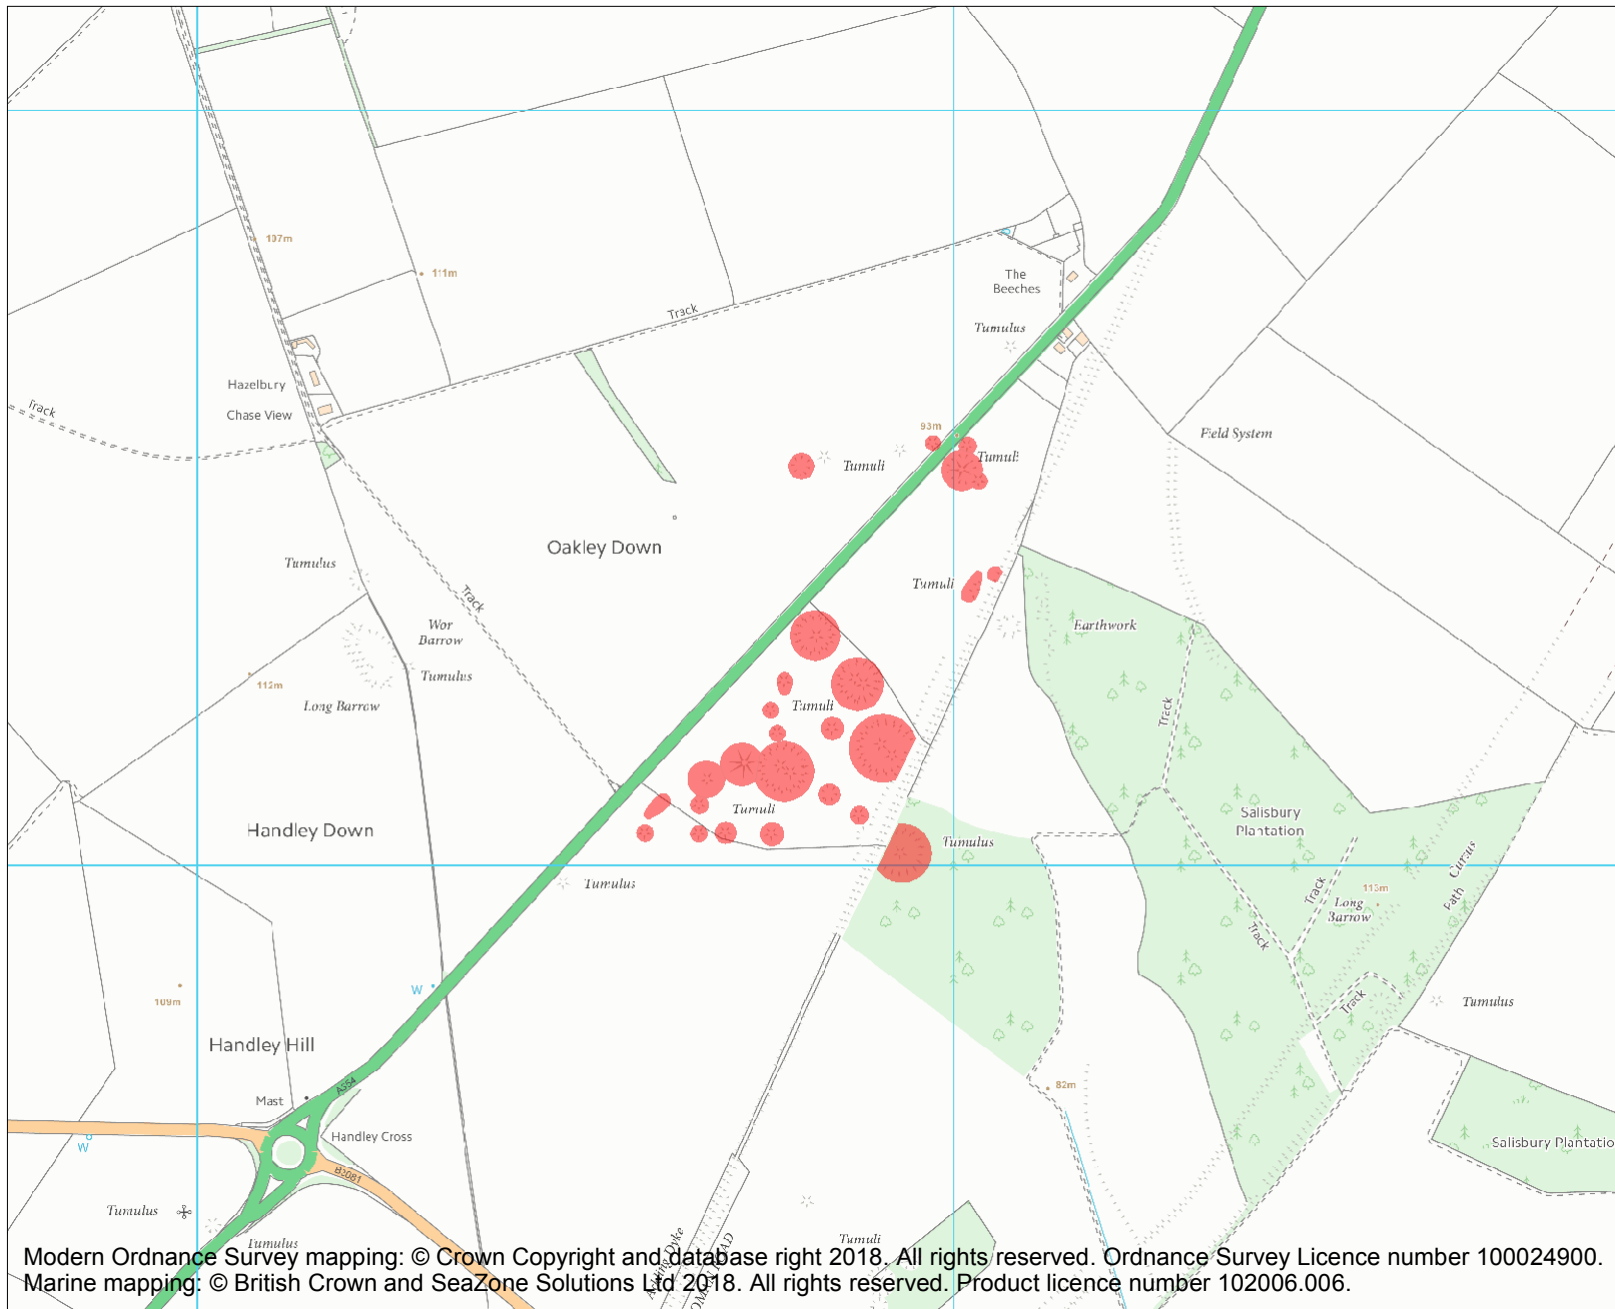 107m
111m
Track
The
Beeches
Tumulus
Hazelbury
Chase View
Track
93m
Tumuli
Tumuli
Field System
Oakley Down
Tumulus
Track
Tumuli
Wor
Barrow
Tumulus
Earthwork
112m
Long Barrow
Tumuli
Track
Tumuli
Handley Down
Salisbury
Plantation
Tumulus
Tumulus
Cursus
Path
Track
Long
Barrow
Track
W
109m
Track
Tumulus
Handley Hill
Mast
A354
82m
Handley Cross
W
B3081
Salisbury Plantatio
Tumulus
Tumulus
Tumuli
Dyke
Modern Ordnance Survey mapping: © Crown Copyright and database right 2018. All rights reserved. Ordnance Survey Licence number 100024900.
Marine mapping: © British Crown and SeaZone Solutions Ltd 2018. All rights reserved. Product licence number 102006.006.